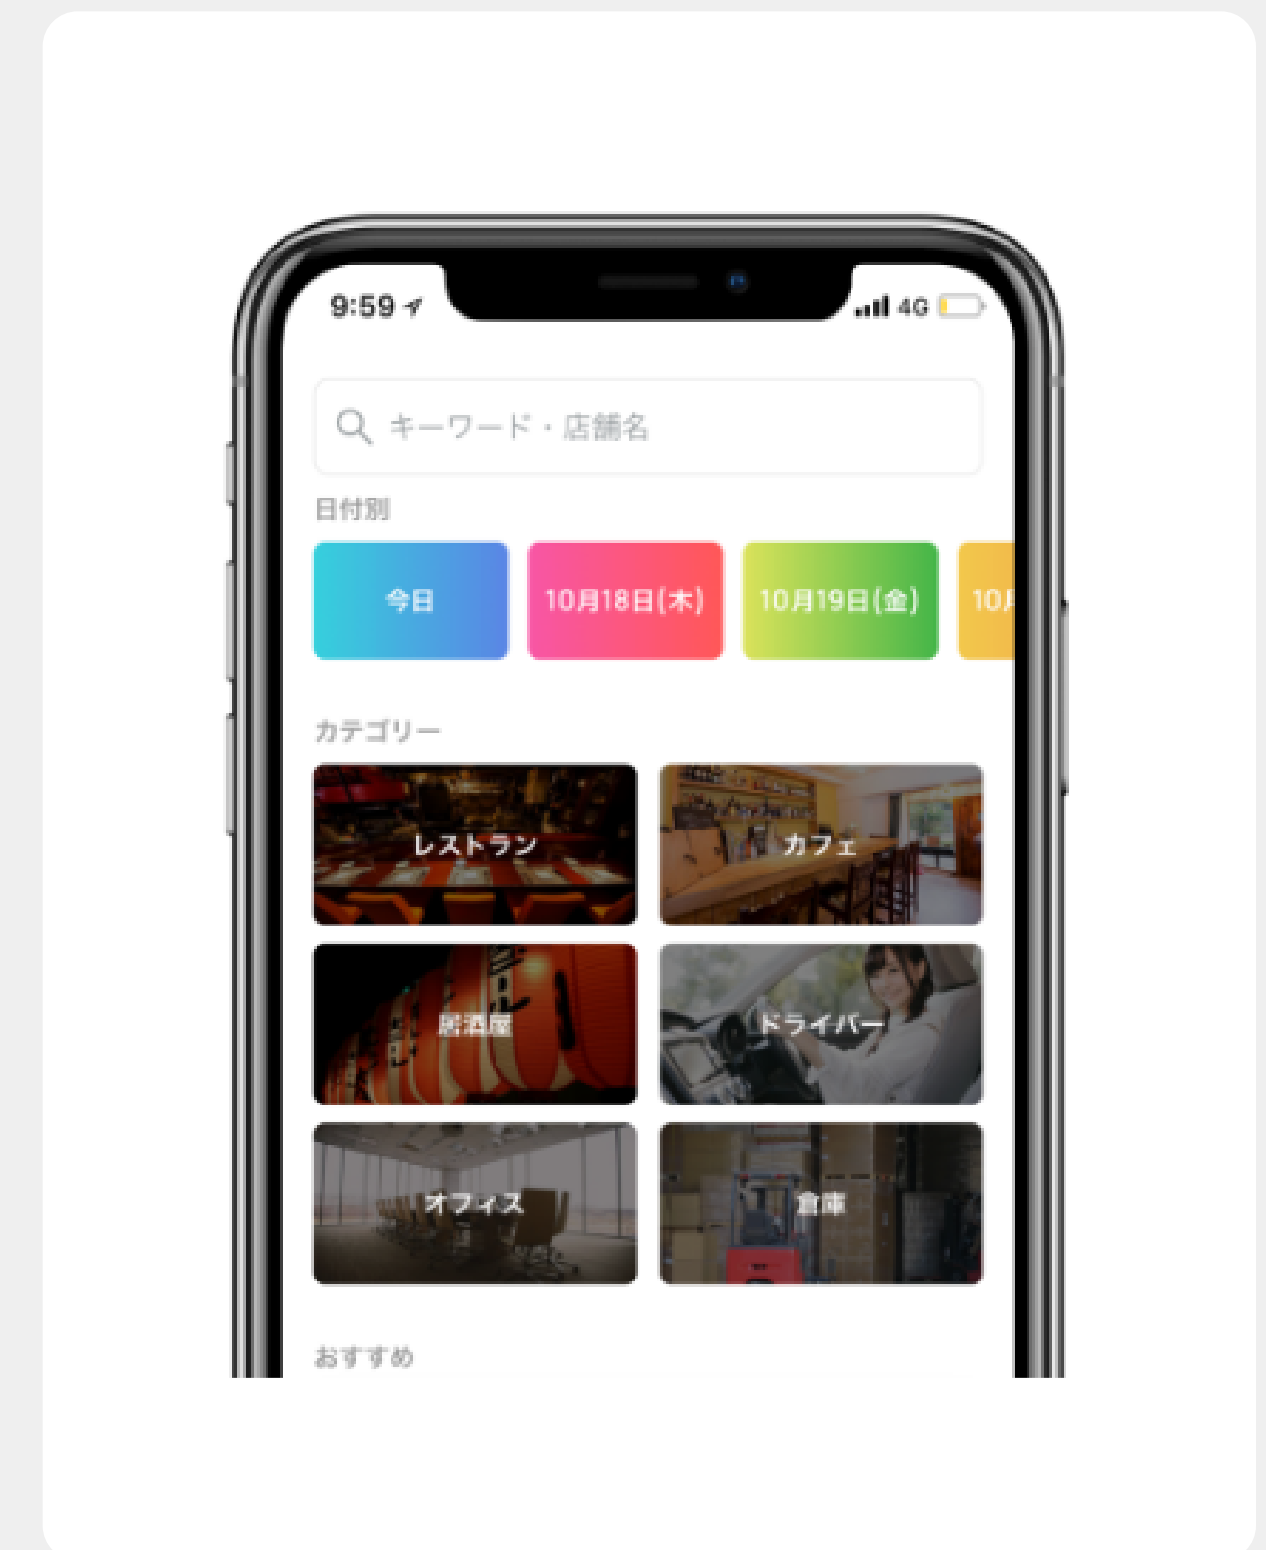 9:59
4G
キーワード・店舗名
日付別
今日
10月18日(木)
10月19日(金)
10月
カテゴリー
レストラン
カフェ
居酒屋
ドライバー
オフィス
倉庫
おすすめ